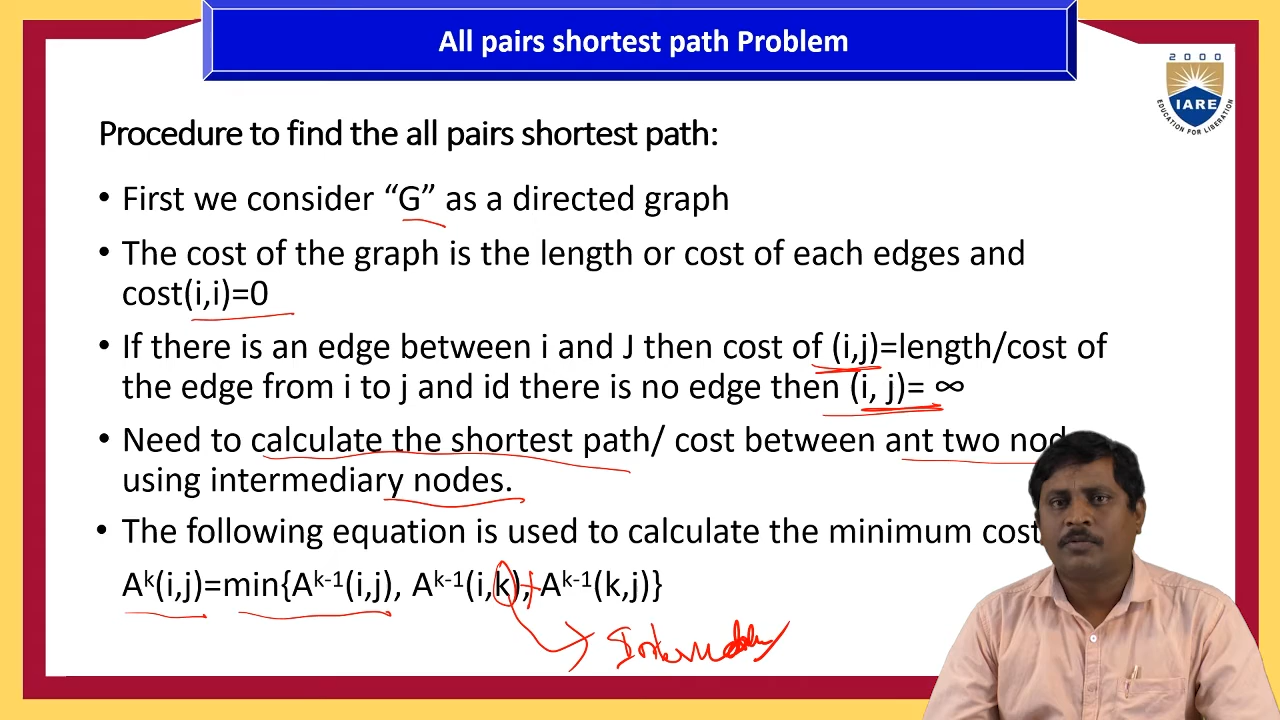 All pairs shortest path Problem
2000
IARE
EDUCATION FOR LIBERATION
Procedure to find the all pairs shortest path:
• First we consider “G” as a directed graph
• The cost of the graph is the length or cost of each edges and
cost(i,i)=0
• If there is an edge between i and J then cost of (i,j)=length/cost of
the edge from i to j and id there is no edge then (i, j)= ∞
• Need to calculate the shortest path/ cost between ant two
using intermediary nodes.
• The following equation is used to calculate the minimum cost
Aᵏ(i,j)=min{Aᵏ⁻¹(i,j), Aᵏ⁻¹(i,k),+Aᵏ⁻¹(k,j)}